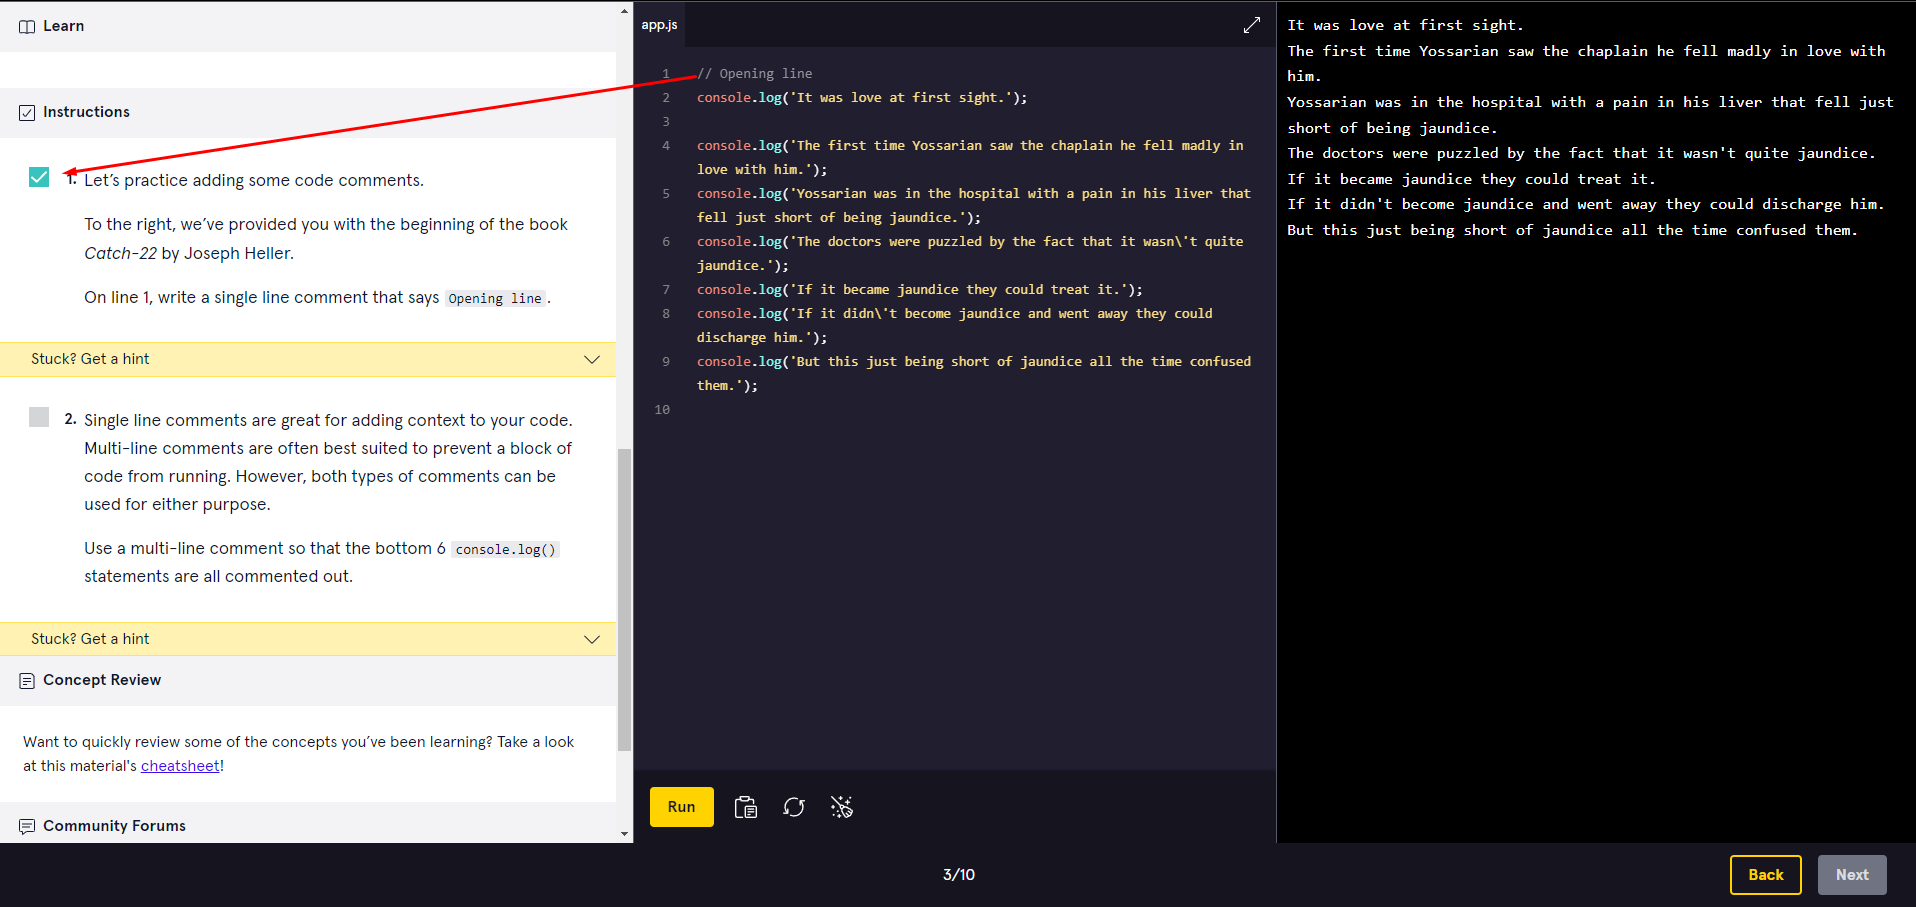 Learn
Instructions
1. Let's practice adding some code comments.
To the right, we've provided you with the beginning of the book
Catch-22 by Joseph Heller.
On line 1, write a single line comment that says Opening line .
Stuck? Get a hint
2. Single line comments are great for adding context to your code.
Multi-line comments are often best suited to prevent a block of
code from running. However, both types of comments can be
used for either purpose.
Use a multi-line comment so that the bottom 6 console.log()
statements are all commented out.
Stuck? Get a hint
Concept Review
Want to quickly review some of the concepts you've been learning? Take a look
at this material's cheatsheet!
Community Forums
app.js
1 // Opening line
2 console.log('It was love at first sight.');
3
4 console.log('The first time Yossarian saw the chaplain he fell madly in
love with him.');
5 console.log('Yossarian was in the hospital with a pain in his liver that
fell just short of being jaundice.');
6 console.log('The doctors were puzzled by the fact that it wasn\'t quite
jaundice.');
7 console.log('If it became jaundice they could treat it.');
8 console.log('If it didn\'t become jaundice and went away they could
discharge him.');
9 console.log('But this just being short of jaundice all the time confused
them.');
10
Run
It was love at first sight.
The first time Yossarian saw the chaplain he fell madly in love with
him.
Yossarian was in the hospital with a pain in his liver that fell just
short of being jaundice.
The doctors were puzzled by the fact that it wasn't quite jaundice.
If it became jaundice they could treat it.
If it didn't become jaundice and went away they could discharge him.
But this just being short of jaundice all the time confused them.
3/10
Back
Next